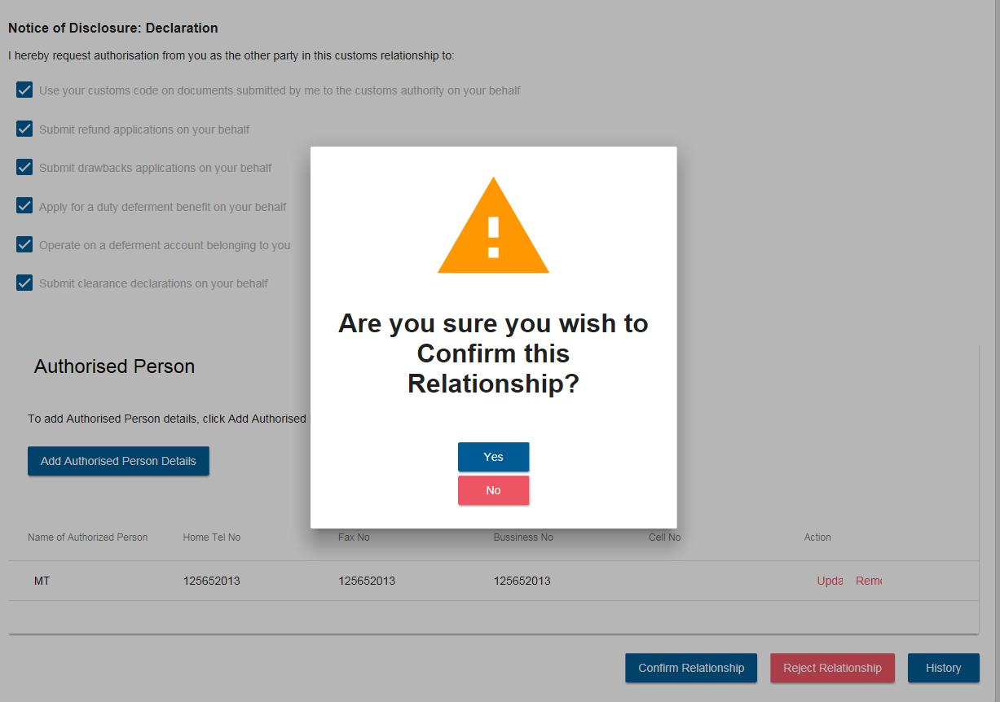 Notice of Disclosure: Declaration
I hereby request authorisation from you as the other party in this customs relationship to:
Use your customs code on documents submitted by me to the customs authority on your behalf
Submit refund applications on your behalf
Submit drawbacks applications on your behalf
Apply for a duty deferment benefit on your behalf
Operate on a deferment account belonging to you
Submit clearance declarations on your behalf
Are you sure you wish to
Confirm this
Relationship?
Yes
No
Authorised Person
To add Authorised Person details, click Add Authorised
Add Authorised Person Details
Name of Authorized Person Home Tel No Fax No Bussiness No Cell No Action
MT 125652013 125652013 125652013 Upda Remo
Confirm Relationship Reject Relationship History